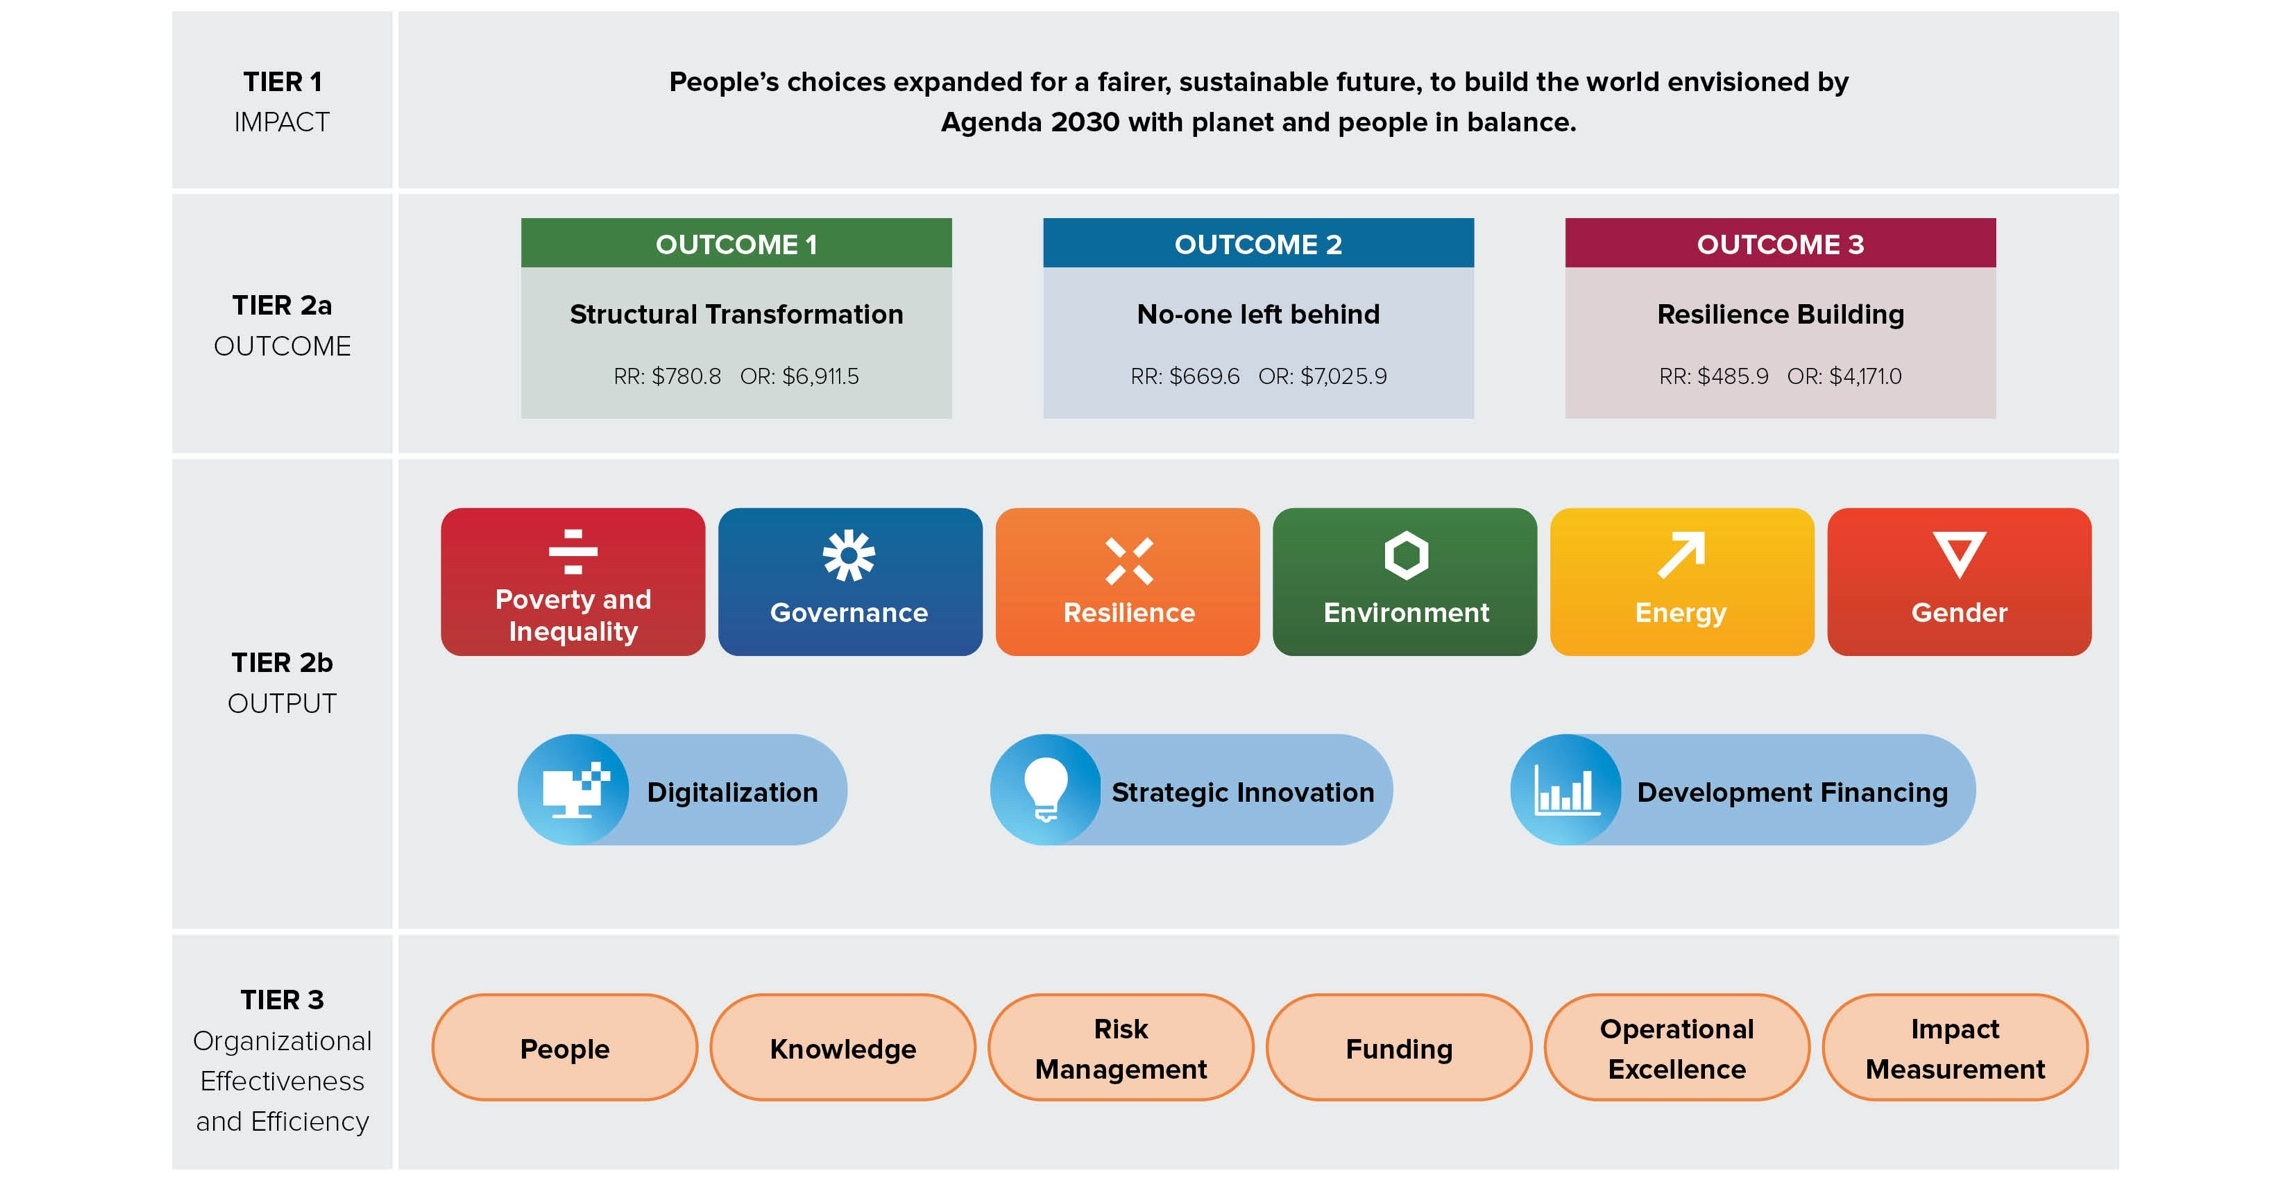 TIER 1
IMPACT
People’s choices expanded for a fairer, sustainable future, to build the world envisioned by
Agenda 2030 with planet and people in balance.
TIER 2a
OUTCOME
OUTCOME 1
Structural Transformation
RR: $780.8 OR: $6,911.5
OUTCOME 2
No-one left behind
RR: $669.6 OR: $7,025.9
OUTCOME 3
Resilience Building
RR: $485.9 OR: $4,171.0
TIER 2b
OUTPUT
Poverty and
Inequality
Governance
Resilience
Environment
Energy
Gender
Digitalization
Strategic Innovation
Development Financing
TIER 3
Organizational
Effectiveness
and Efficiency
People
Knowledge
Risk
Management
Funding
Operational
Excellence
Impact
Measurement